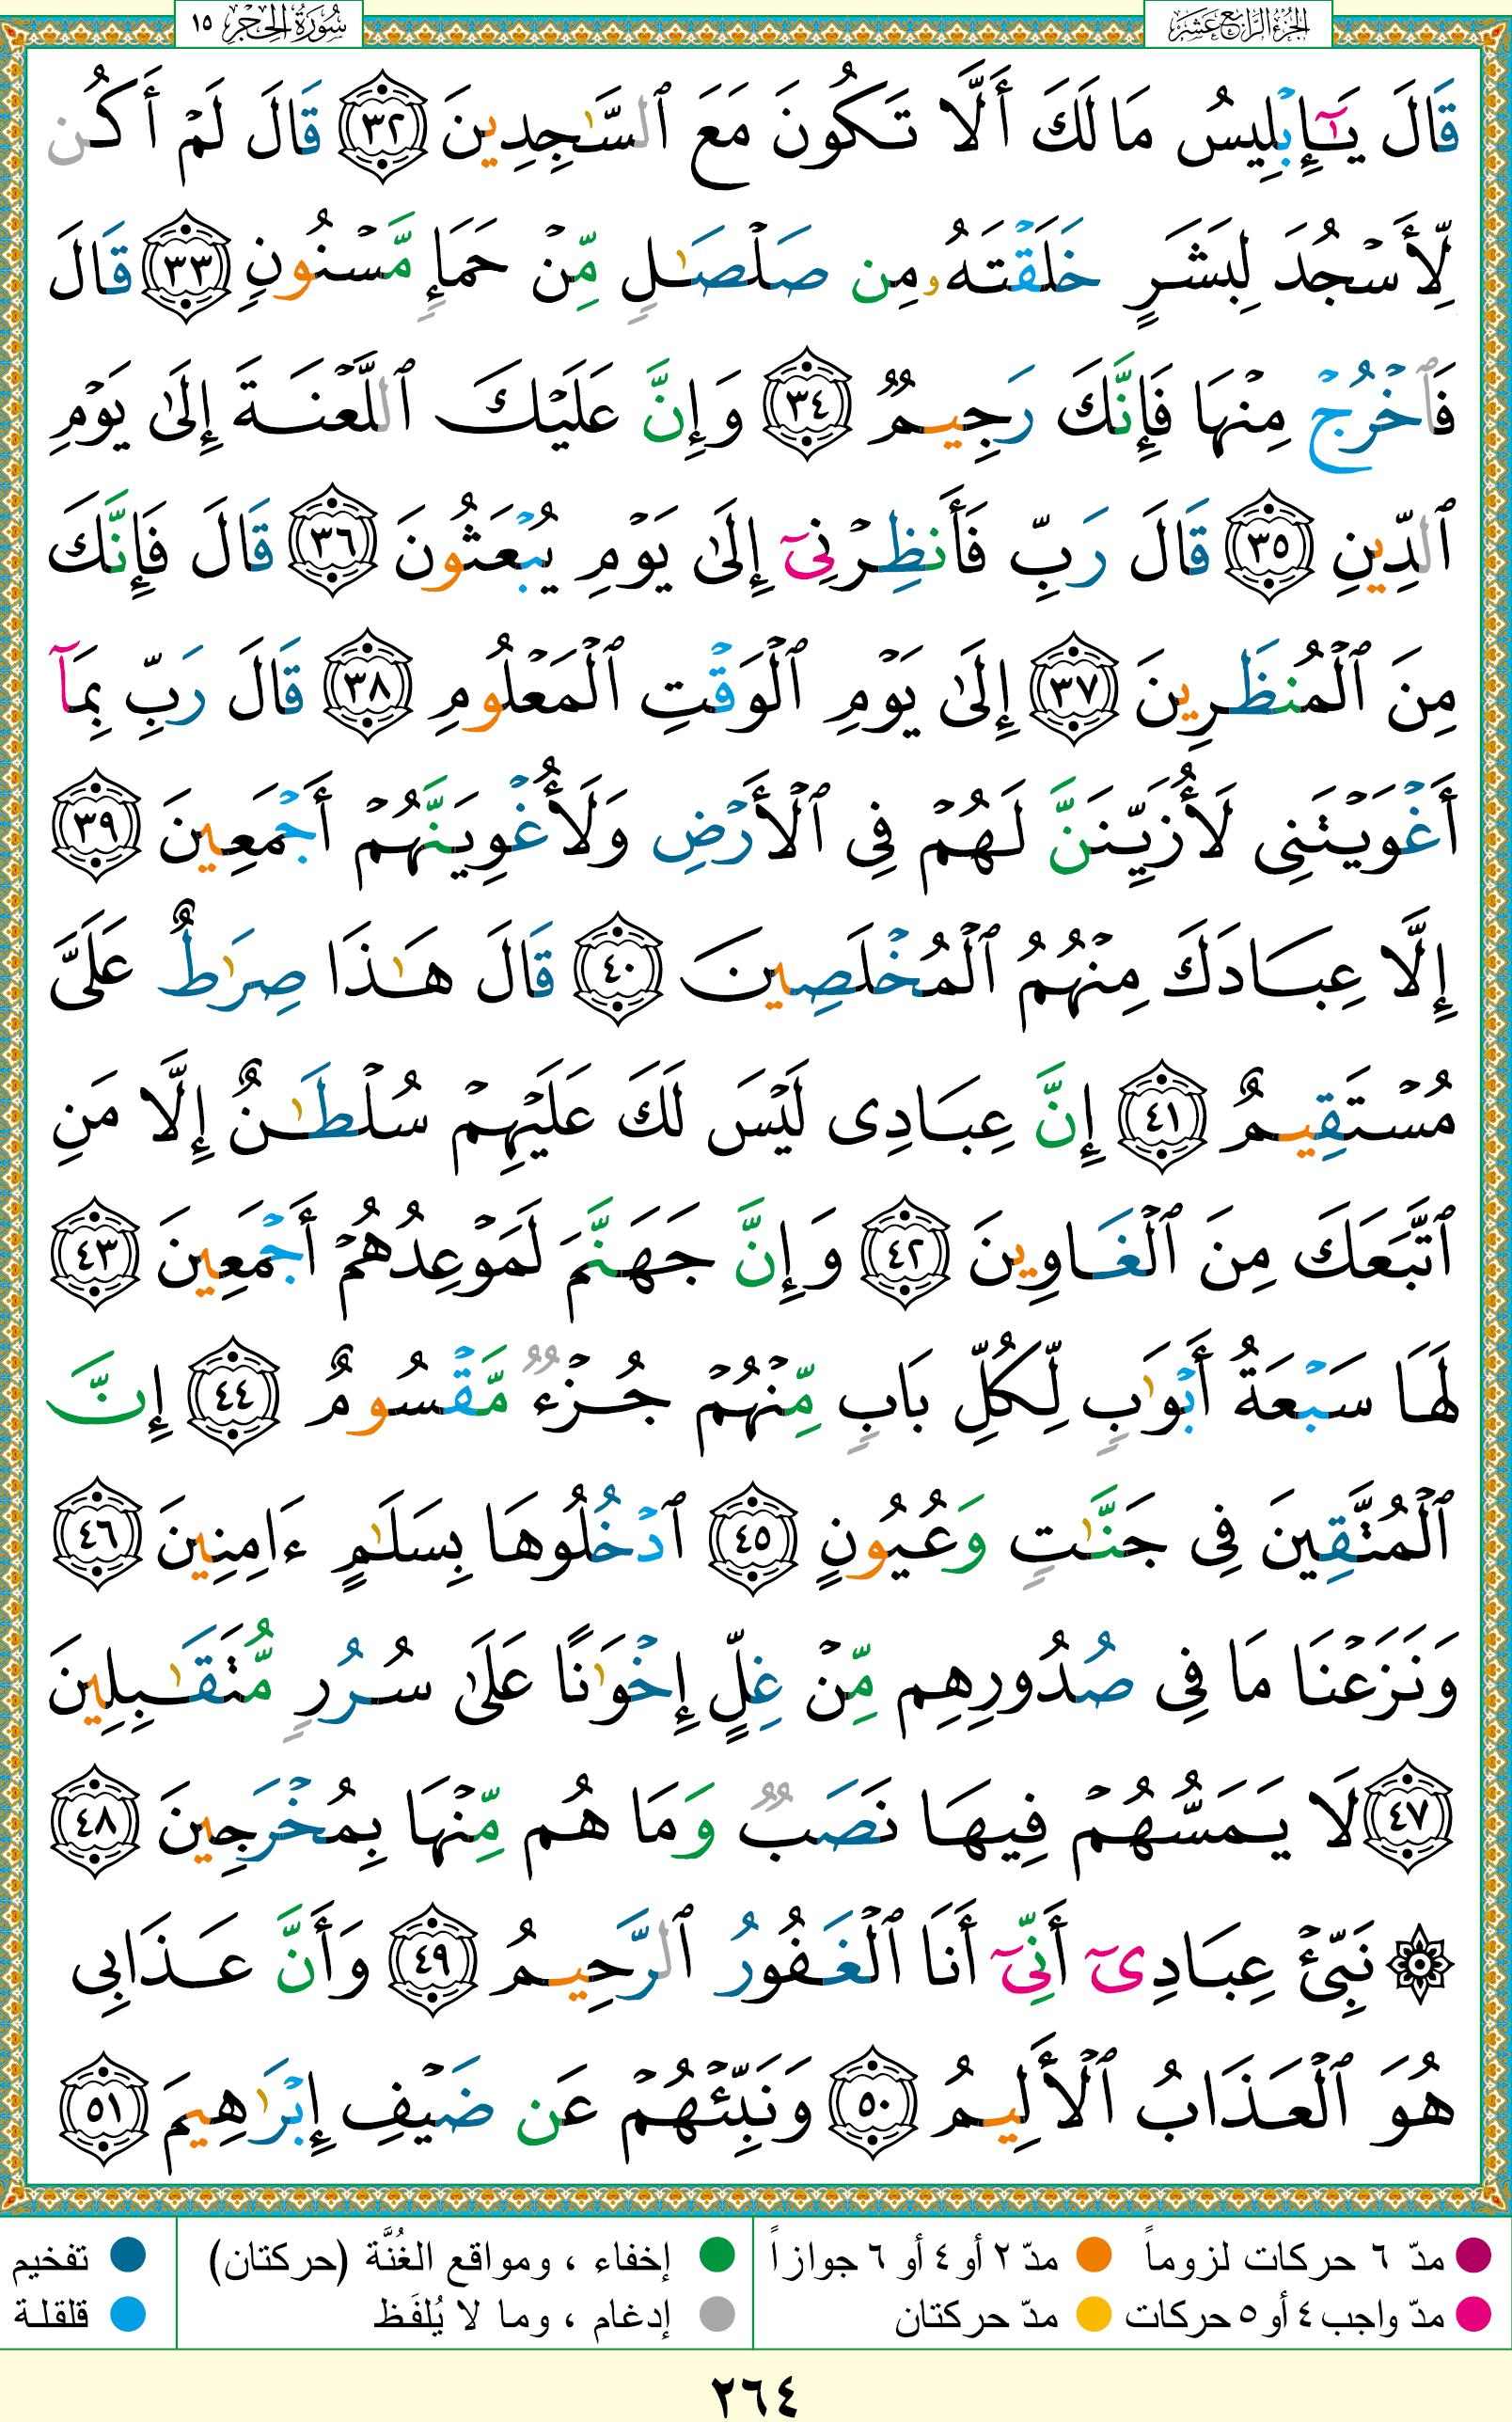 الجزء الرابع عشر
سورة الحجر ١٥
قَالَ يَـٰٓإِبْلِيسُ مَا لَكَ أَلَّا تَكُونَ مَعَ ٱلسَّـٰجِدِينَ ٣٢ قَالَ لَمْ أَكُن
لِّأَسْجُدَ لِبَشَرٍ خَلَقْتَهُۥ مِن صَلْصَـٰلٍ مِّنْ حَمَإٍ مَّسْنُونٍ ٣٣ قَالَ
فَٱخْرُجْ مِنْهَا فَإِنَّكَ رَجِيمٌ ٣٤ وَإِنَّ عَلَيْكَ ٱللَّعْنَةَ إِلَىٰ يَوْمِ
ٱلدِّينِ ٣٥ قَالَ رَبِّ فَأَنظِرْنِىٓ إِلَىٰ يَوْمِ يُبْعَثُونَ ٣٦ قَالَ فَإِنَّكَ
مِنَ ٱلْمُنظَرِينَ ٣٧ إِلَىٰ يَوْمِ ٱلْوَقْتِ ٱلْمَعْلُومِ ٣٨ قَالَ رَبِّ بِمَآ
أَغْوَيْتَنِى لَأُزَيِّنَنَّ لَهُمْ فِى ٱلْأَرْضِ وَلَأُغْوِيَنَّهُمْ أَجْمَعِينَ ٣٩
إِلَّا عِبَادَكَ مِنْهُمُ ٱلْمُخْلَصِينَ ٤٠ قَالَ هَـٰذَا صِرَٰطٌ عَلَىَّ
مُسْتَقِيمٌ ٤١ إِنَّ عِبَادِى لَيْسَ لَكَ عَلَيْهِمْ سُلْطَـٰنٌ إِلَّا مَنِ
ٱتَّبَعَكَ مِنَ ٱلْغَاوِينَ ٤٢ وَإِنَّ جَهَنَّمَ لَمَوْعِدُهُمْ أَجْمَعِينَ ٤٣
لَهَا سَبْعَةُ أَبْوَٰبٍ لِّكُلِّ بَابٍ مِّنْهُمْ جُزْءٌ مَّقْسُومٌ ٤٤ إِنَّ
ٱلْمُتَّقِينَ فِى جَنَّـٰتٍ وَعُيُونٍ ٤٥ ٱدْخُلُوهَا بِسَلَـٰمٍ ءَامِنِينَ ٤٦
وَنَزَعْنَا مَا فِى صُدُورِهِم مِّنْ غِلٍّ إِخْوَٰنًا عَلَىٰ سُرُرٍ مُّتَقَـٰبِلِينَ
٤٧ لَا يَمَسُّهُمْ فِيهَا نَصَبٌ وَمَا هُم مِّنْهَا بِمُخْرَجِينَ ٤٨
۞ نَبِّئْ عِبَادِىٓ أَنِّىٓ أَنَا ٱلْغَفُورُ ٱلرَّحِيمُ ٤٩ وَأَنَّ عَذَابِى
هُوَ ٱلْعَذَابُ ٱلْأَلِيمُ ٥٠ وَنَبِّئْهُمْ عَن ضَيْفِ إِبْرَٰهِيمَ ٥١
مدّ ٦ حركات لزوماً مدّ ٢ أو ٤ أو ٦ جوازاً إخفاء ، ومواقع الغُنَّة (حركتان) تفخيم
مدّ واجب ٤ أو ٥ حركات مدّ حركتان إدغام ، وما لا يُلفَظ قلقلة
٢٦٤